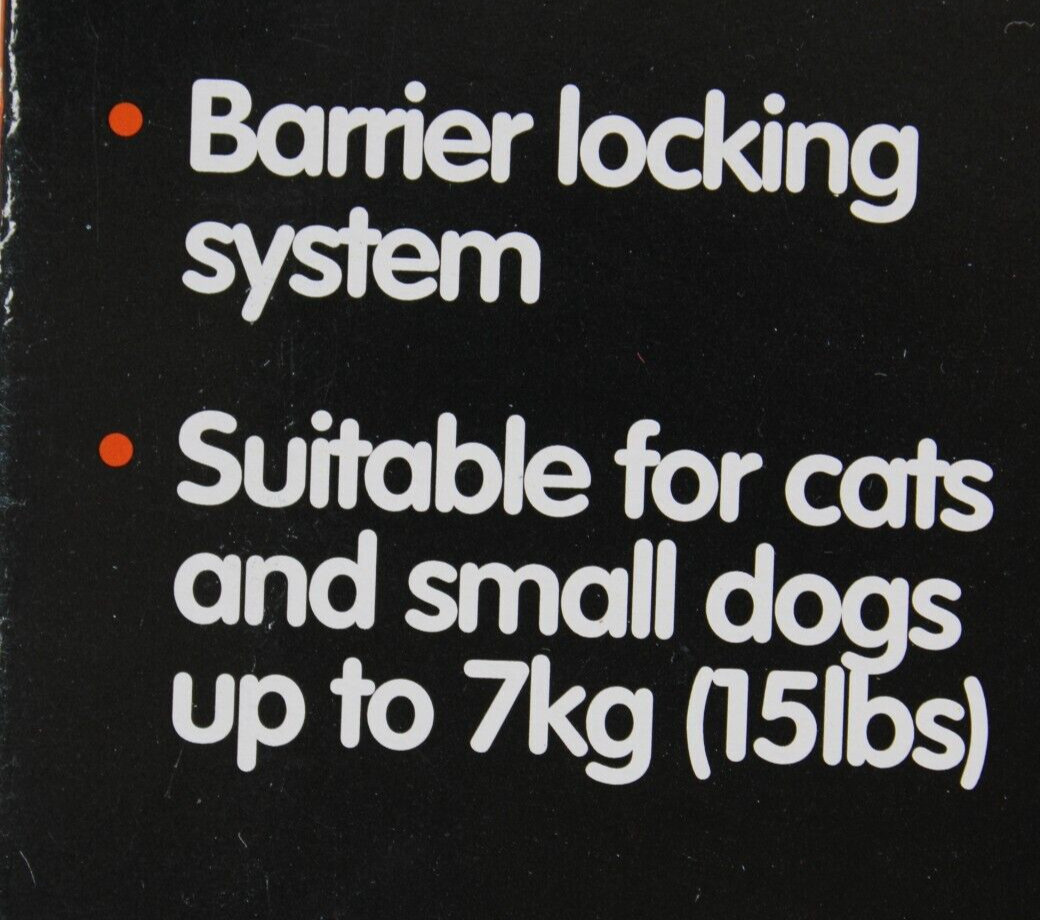 • Barrier locking
system
• Suitable for cats
and small dogs
up to 7kg (15lbs)